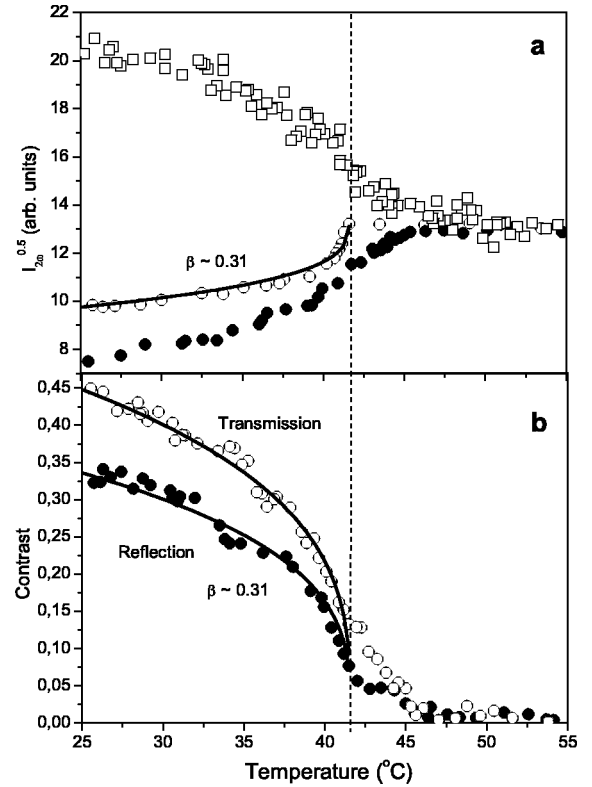 22
a
20
18
16
14
12
10
8
I2ω^0.5 (arb. units)
β ~ 0.31
0,45
b
0,40
0,35
0,30
0,25
0,20
0,15
0,10
0,05
0,00
Contrast
Transmission
Reflection
β ~ 0.31
25 30 35 40 45 50 55
Temperature (°C)